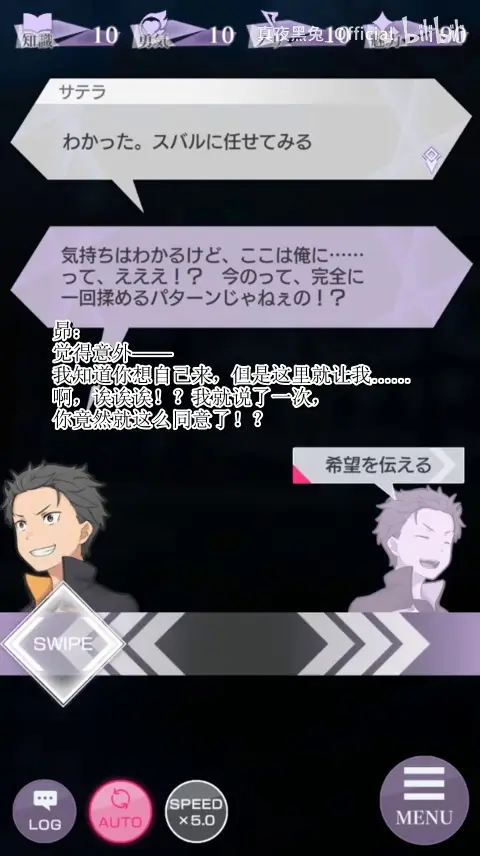 知識 10 勇気 10 10 90
真夜黑兔_Official bilibili
サテラ
わかった。スバルに任せてみる
気持ちはわかるけど、ここは俺に……
って、えええ！？ 今のって、完全に
一回揉めるパターンじゃねぇの！？
昴：
觉得意外——
我知道你想自己来，但是这里就让我......
啊，诶诶诶！？我就说了一次，
你竟然就这么同意了！？
希望を伝える
SWIPE
LOG
AUTO
SPEED
×5.0
MENU